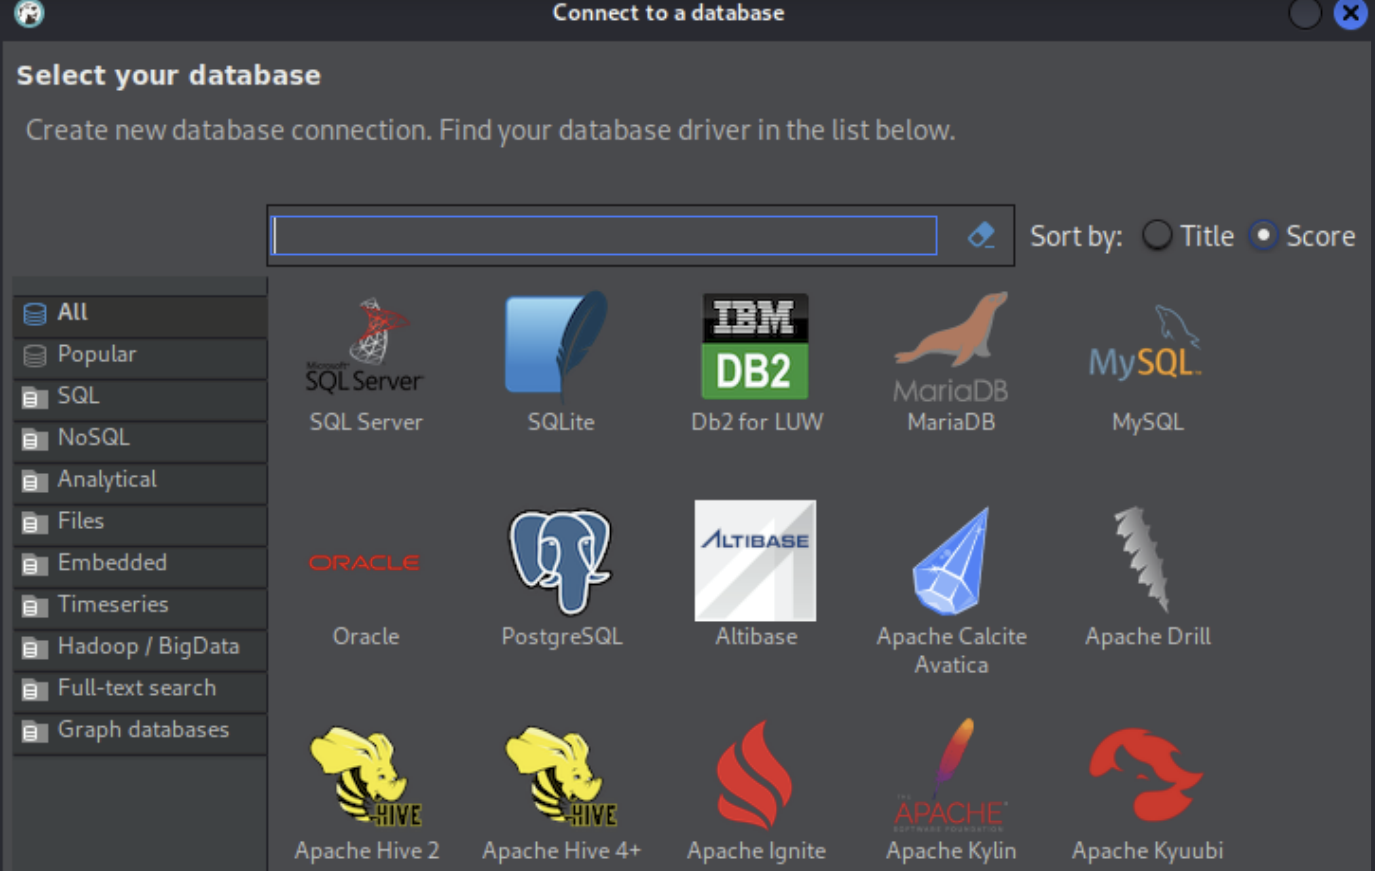 Connect to a database
Select your database
Create new database connection. Find your database driver in the list below.
Sort by: Title Score
All
Popular
SQL
NoSQL
Analytical
Files
Embedded
Timeseries
Hadoop / BigData
Full-text search
Graph databases
Microsoft
SQL Server
SQL Server
SQLite
IBM
DB2
Db2 for LUW
MariaDB
MariaDB
MySQL
MySQL
ORACLE
Oracle
PostgreSQL
ALTIBASE
Altibase
Apache Calcite
Avatica
Apache Drill
HIVE
Apache Hive 2
HIVE
Apache Hive 4+
Apache Ignite
THE
APACHE
SOFTWARE FOUNDATION
Apache Kylin
Apache Kyuubi